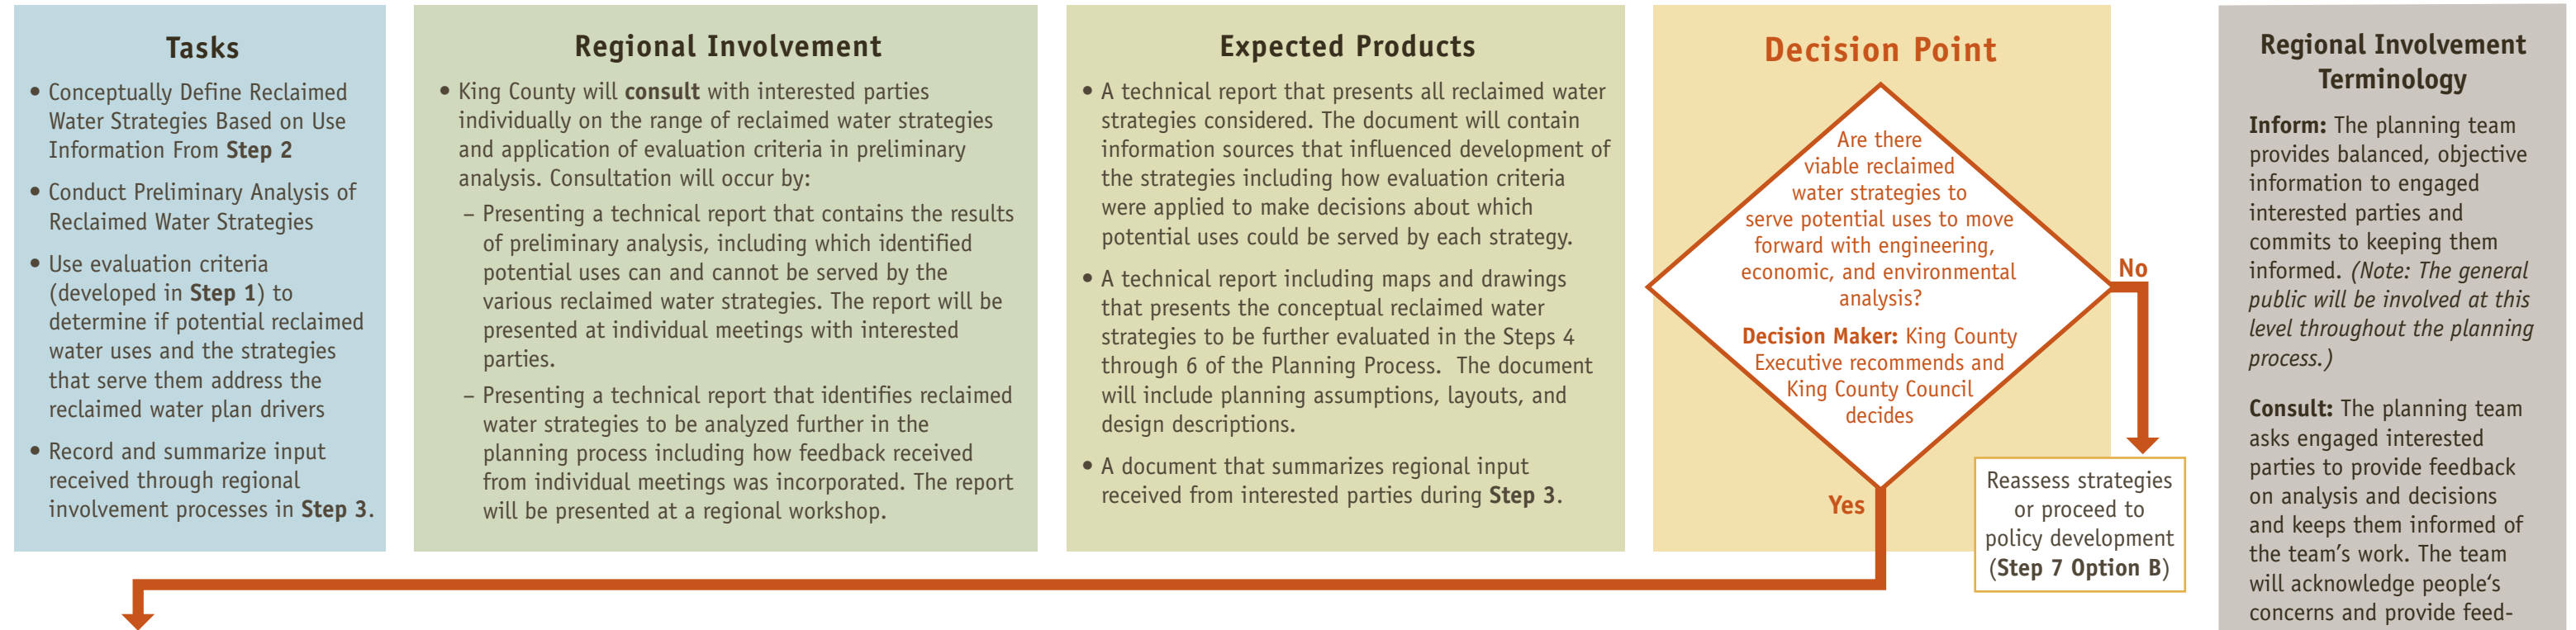 Tasks
• Conceptually Define Reclaimed
Water Strategies Based on Use
Information From Step 2
• Conduct Preliminary Analysis of
Reclaimed Water Strategies
• Use evaluation criteria
(developed in Step 1) to
determine if potential reclaimed
water uses and the strategies
that serve them address the
reclaimed water plan drivers
• Record and summarize input
received through regional
involvement processes in Step 3.
Regional Involvement
• King County will consult with interested parties
individually on the range of reclaimed water strategies
and application of evaluation criteria in preliminary
analysis. Consultation will occur by:
– Presenting a technical report that contains the results
of preliminary analysis, including which identified
potential uses can and cannot be served by the
various reclaimed water strategies. The report will be
presented at individual meetings with interested
parties.
– Presenting a technical report that identifies reclaimed
water strategies to be analyzed further in the
planning process including how feedback received
from individual meetings was incorporated. The report
will be presented at a regional workshop.
Expected Products
• A technical report that presents all reclaimed water
strategies considered. The document will contain
information sources that influenced development of
the strategies including how evaluation criteria
were applied to make decisions about which
potential uses could be served by each strategy.
• A technical report including maps and drawings
that presents the conceptual reclaimed water
strategies to be further evaluated in the Steps 4
through 6 of the Planning Process. The document
will include planning assumptions, layouts, and
design descriptions.
• A document that summarizes regional input
received from interested parties during Step 3.
Decision Point
Are there
viable reclaimed
water strategies to
serve potential uses to move
forward with engineering,
economic, and environmental
analysis?
Decision Maker: King County
Executive recommends and
King County Council
decides
No
Yes
Reassess strategies
or proceed to
policy development
(Step 7 Option B)
Regional Involvement
Terminology
Inform: The planning team
provides balanced, objective
information to engaged
interested parties and
commits to keeping them
informed. (Note: The general
public will be involved at this
level throughout the planning
process.)
Consult: The planning team
asks engaged interested
parties to provide feedback
on analysis and decisions
and keeps them informed of
the team’s work. The team
will acknowledge people‘s
concerns and provide feed-